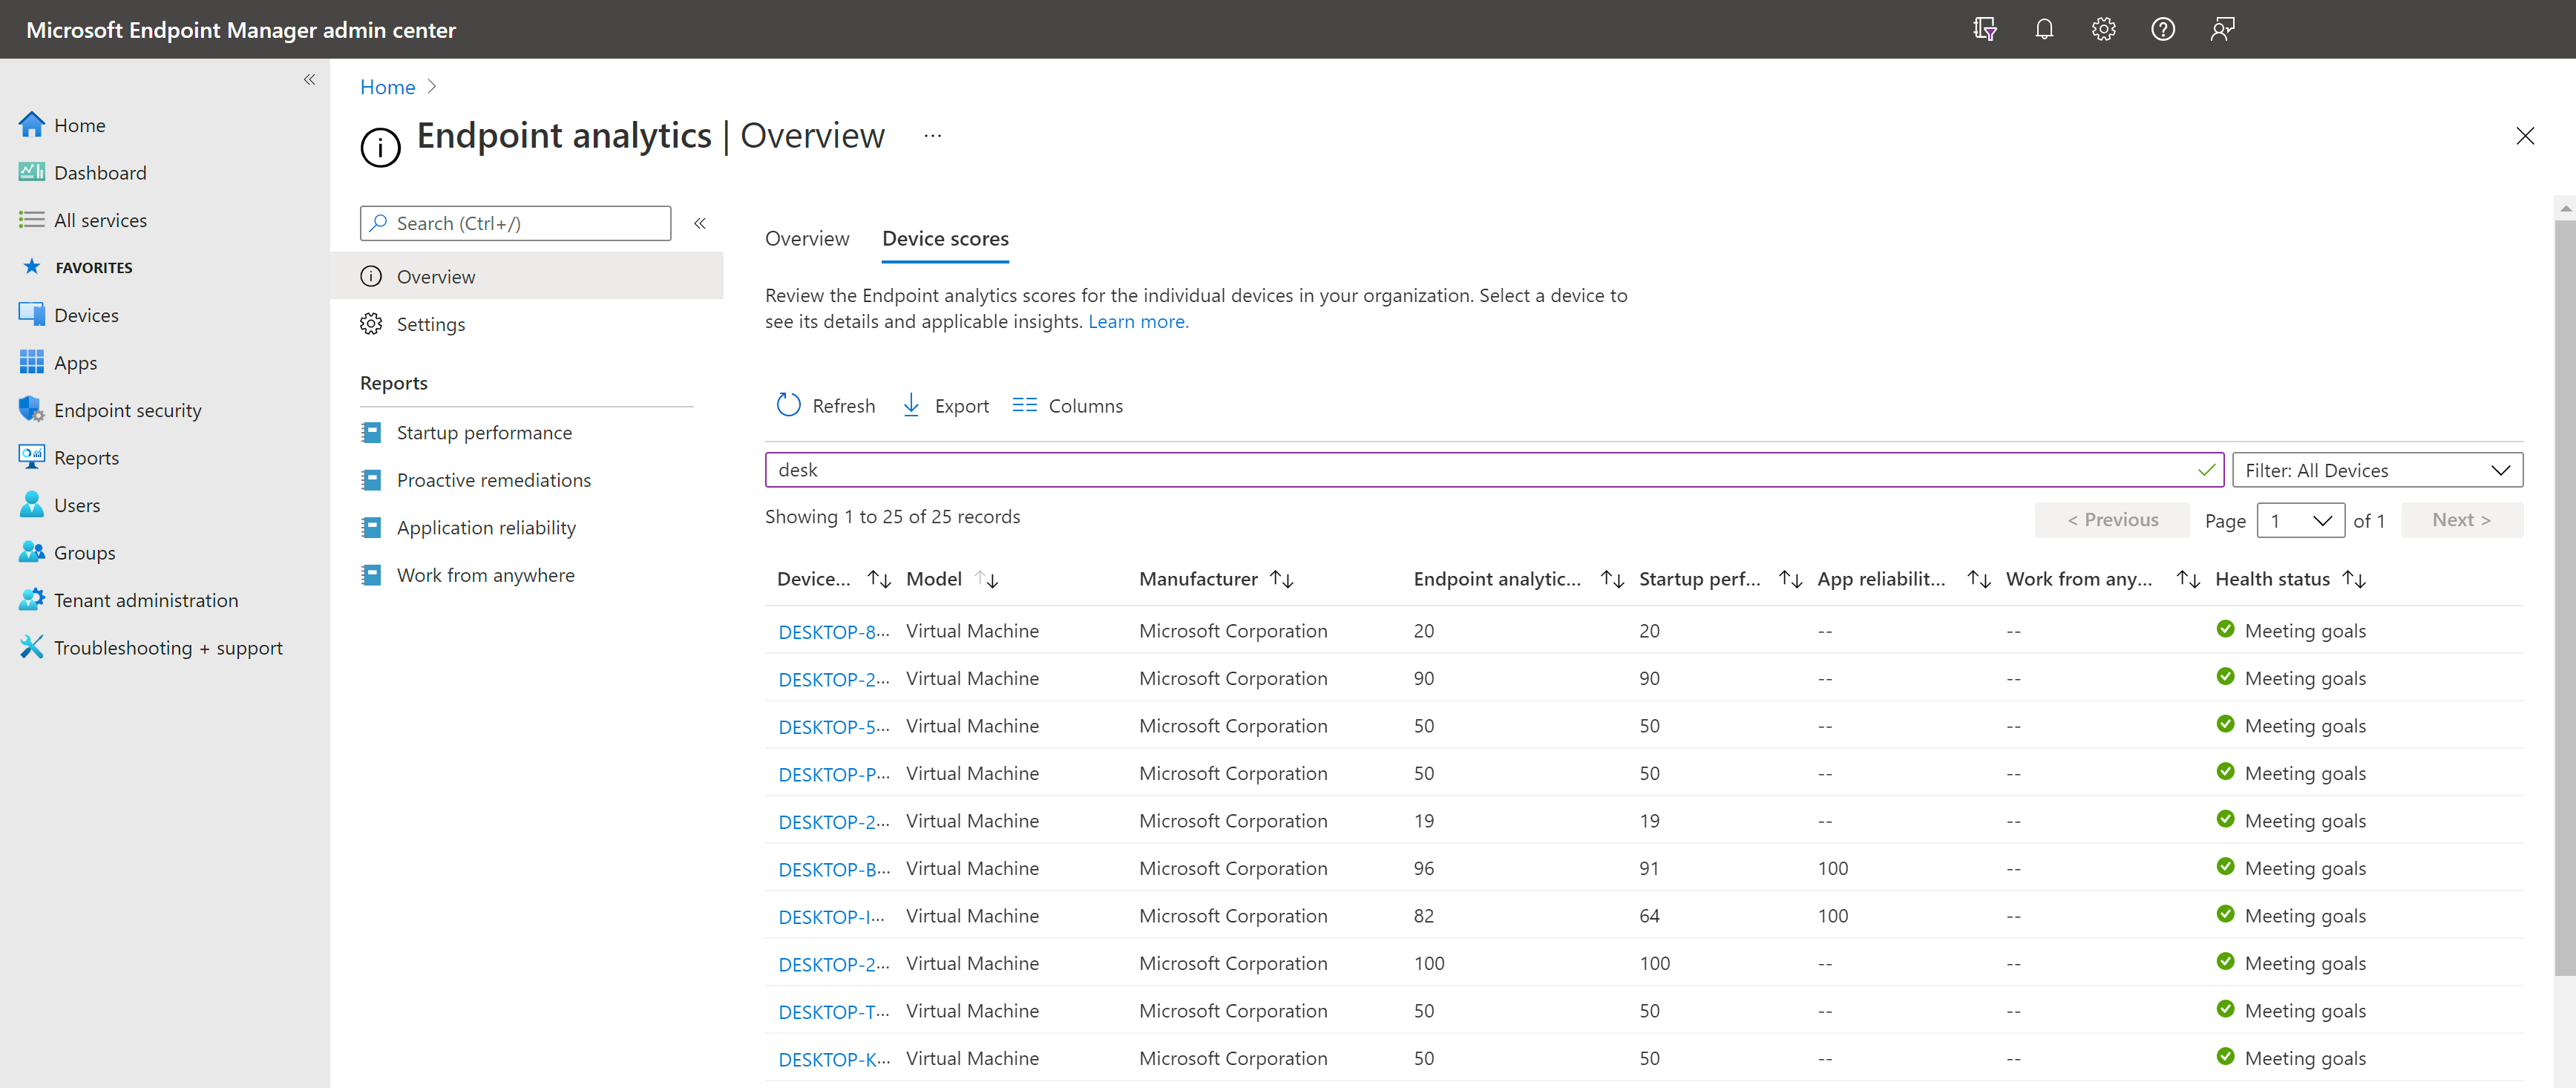 Microsoft Endpoint Manager admin center
Home
Dashboard
All services
FAVORITES
Devices
Apps
Endpoint security
Reports
Users
Groups
Tenant administration
Troubleshooting + support
Home
Endpoint analytics | Overview ...
Search (Ctrl+/)
Overview
Settings
Reports
Startup performance
Proactive remediations
Application reliability
Work from anywhere
Overview Device scores
Review the Endpoint analytics scores for the individual devices in your organization. Select a device to
see its details and applicable insights. Learn more.
Refresh Export Columns
desk Filter: All Devices
Showing 1 to 25 of 25 records < Previous Page 1 of 1 Next >
Device... Model Manufacturer Endpoint analytic... Startup perf... App reliabilit... Work from any... Health status
DESKTOP-8... Virtual Machine Microsoft Corporation 20 20 -- -- Meeting goals
DESKTOP-2... Virtual Machine Microsoft Corporation 90 90 -- -- Meeting goals
DESKTOP-5... Virtual Machine Microsoft Corporation 50 50 -- -- Meeting goals
DESKTOP-P... Virtual Machine Microsoft Corporation 50 50 -- -- Meeting goals
DESKTOP-2... Virtual Machine Microsoft Corporation 19 19 -- -- Meeting goals
DESKTOP-B... Virtual Machine Microsoft Corporation 96 91 100 -- Meeting goals
DESKTOP-I... Virtual Machine Microsoft Corporation 82 64 100 -- Meeting goals
DESKTOP-2... Virtual Machine Microsoft Corporation 100 100 -- -- Meeting goals
DESKTOP-T... Virtual Machine Microsoft Corporation 50 50 -- -- Meeting goals
DESKTOP-K... Virtual Machine Microsoft Corporation 50 50 -- -- Meeting goals